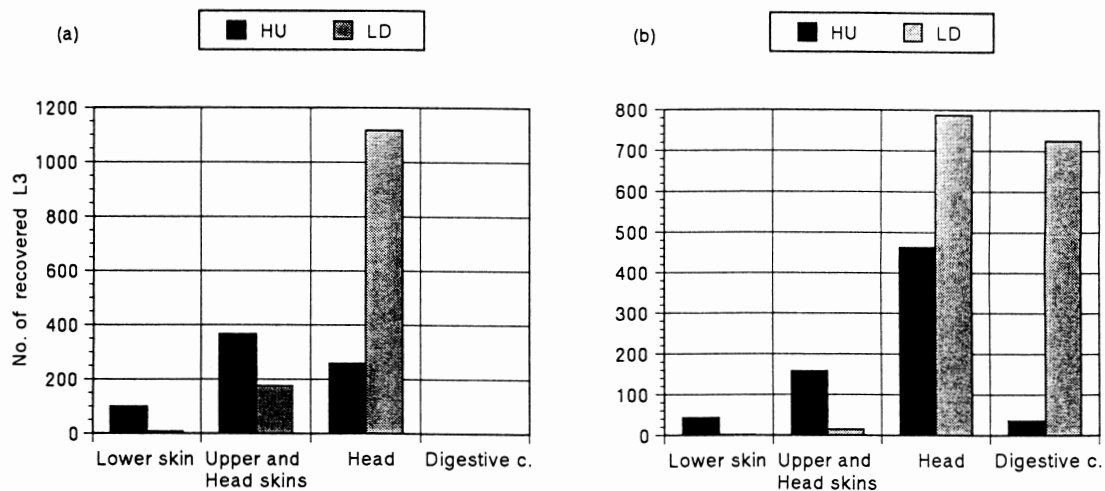 (a)
HU LD
No. of recovered L3
1200
1000
800
600
400
200
0
Lower skin Upper and Head skins Head Digestive c.
(b)
HU LD
800
700
600
500
400
300
200
100
0
Lower skin Upper and Head skins Head Digestive c.